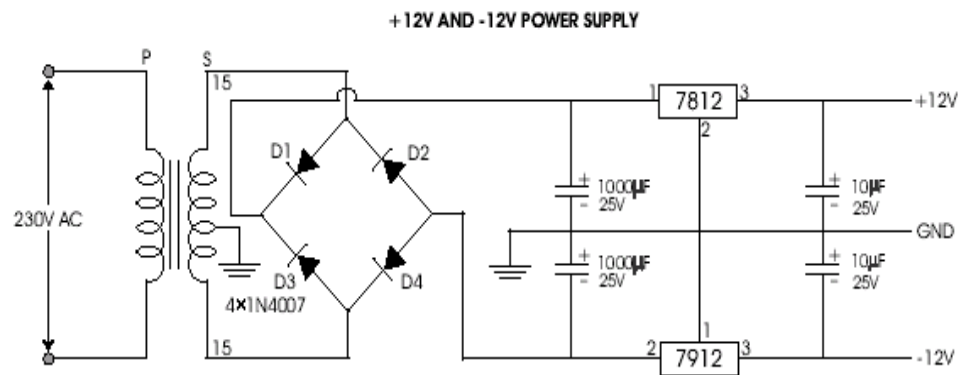 +12V AND -12V POWER SUPPLY
P
S
15
230V AC
D1
D2
D3
D4
4×1N4007
15
1
7812
3
2
+12V
+
1000µF
-
25V
+
10µF
-
25V
GND
+
1000µF
-
25V
+
10µF
-
25V
1
2
7912
3
-12V